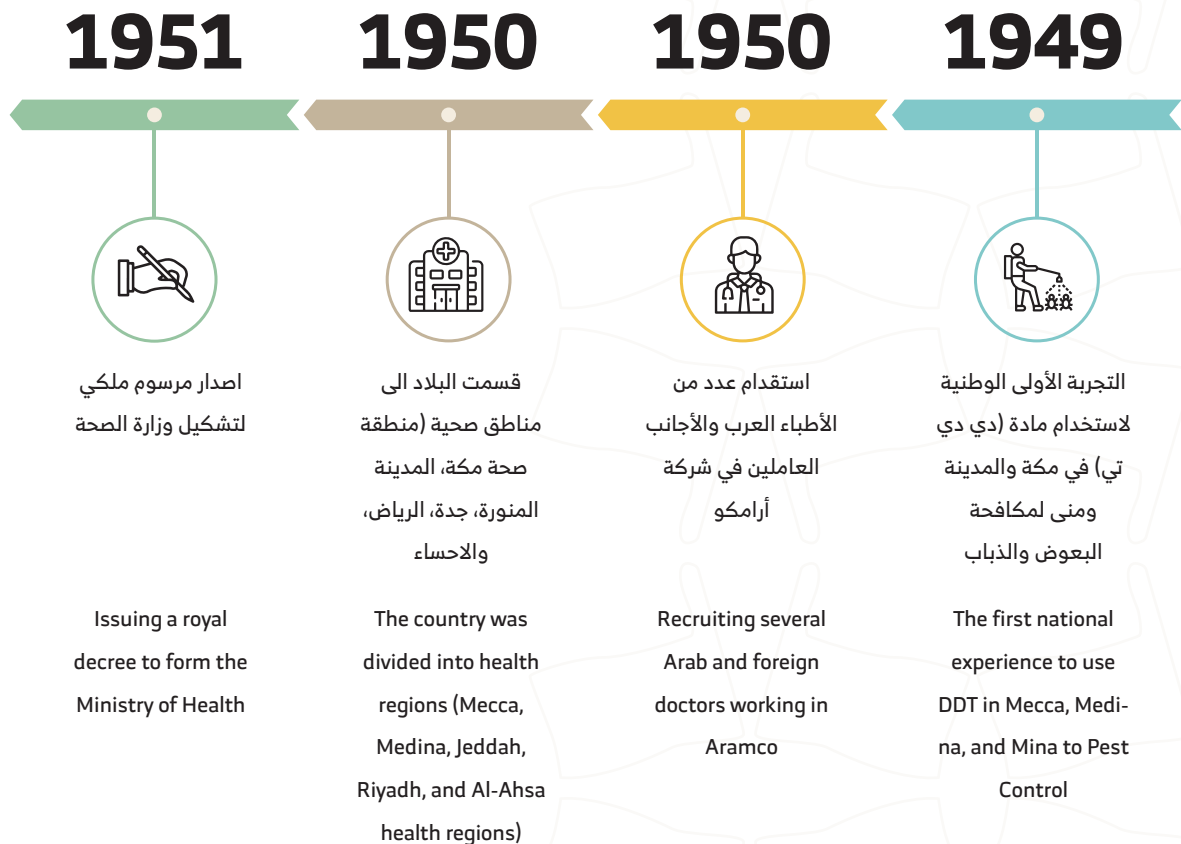 1949
التجربة الأولى الوطنية
لاستخدام مادة (دي دي
تي) في مكة والمدينة
ومنى لمكافحة
البعوض والذباب
The first national
experience to use
DDT in Mecca, Medi-
na, and Mina to Pest
Control
1950
استقدام عدد من
الأطباء العرب والأجانب
العاملين في شركة
أرامكو
Recruiting several
Arab and foreign
doctors working in
Aramco
1950
قسمت البلاد الى
مناطق صحية (منطقة
صحة مكة، المدينة
المنورة، جدة، الرياض،
والاحساء
The country was
divided into health
regions (Mecca,
Medina, Jeddah,
Riyadh, and Al-Ahsa
health regions)
1951
اصدار مرسوم ملكي
لتشكيل وزارة الصحة
Issuing a royal
decree to form the
Ministry of Health